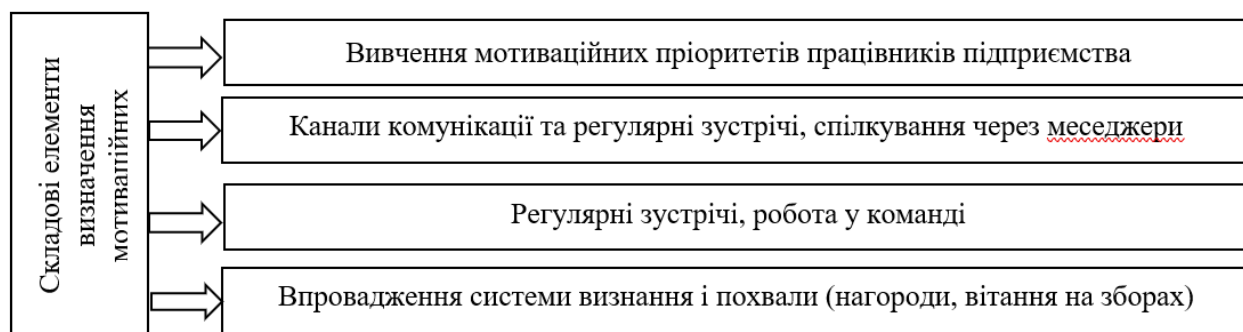 Складові елементи
визначення
мотиваційних
Вивчення мотиваційних пріоритетів працівників підприємства
Канали комунікації та регулярні зустрічі, спілкування через меседжери
Регулярні зустрічі, робота у команді
Впровадження системи визнання і похвали (нагороди, вітання на зборах)